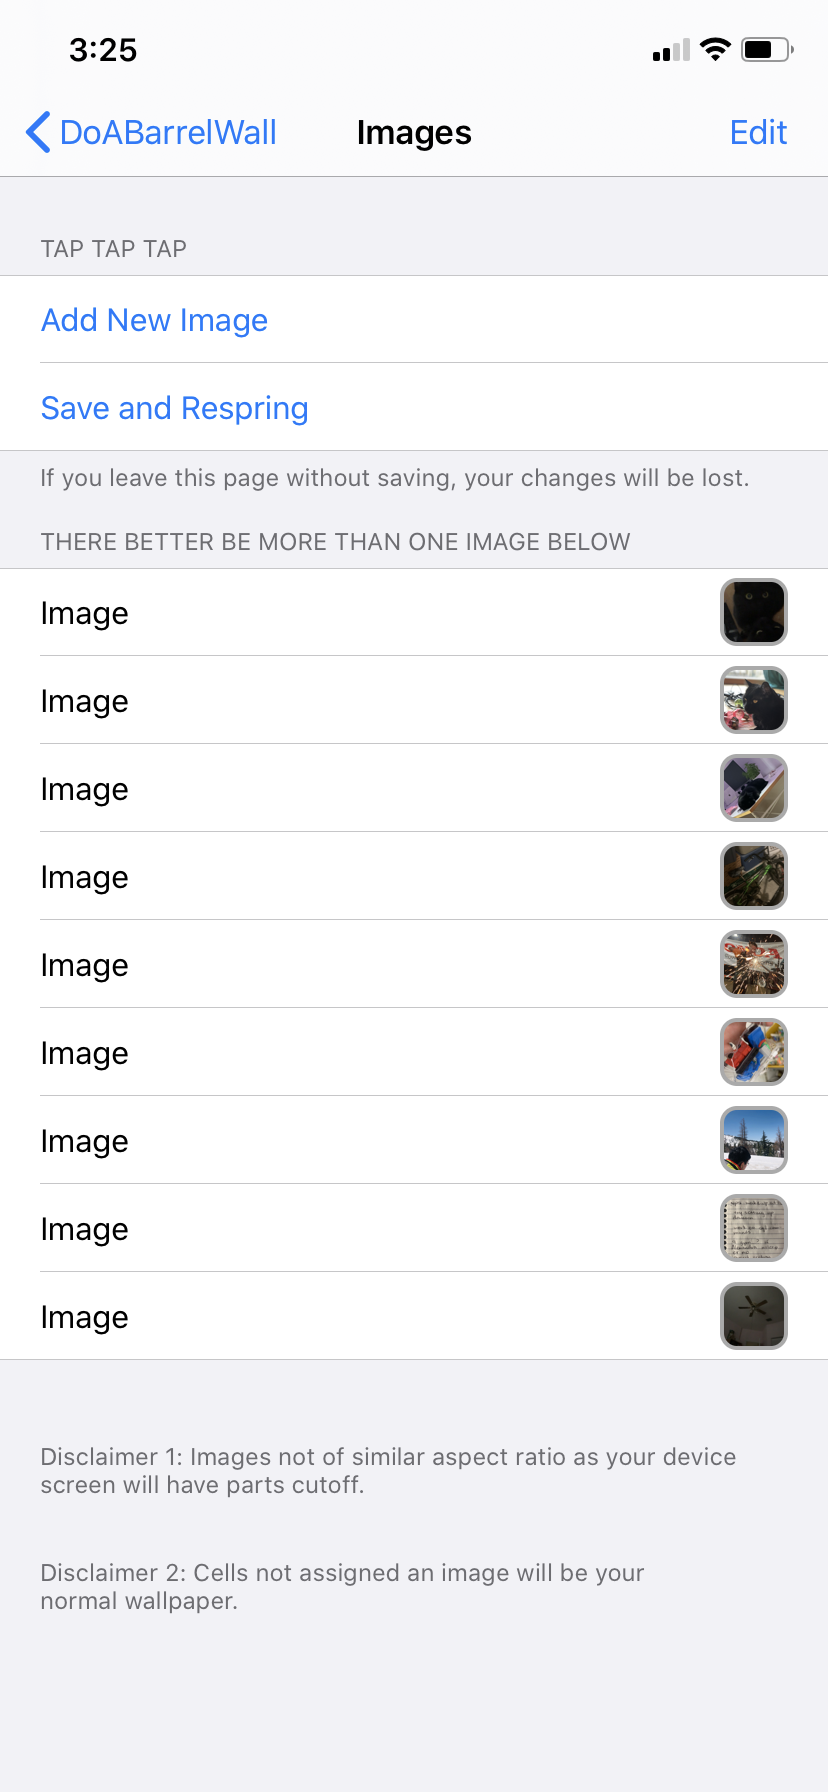 3:25
DoABarrelWall Images Edit
TAP TAP TAP
Add New Image
Save and Respring
If you leave this page without saving, your changes will be lost.
THERE BETTER BE MORE THAN ONE IMAGE BELOW
Image
Image
Image
Image
Image
Image
Image
Image
Image
Disclaimer 1: Images not of similar aspect ratio as your device
screen will have parts cutoff.
Disclaimer 2: Cells not assigned an image will be your
normal wallpaper.